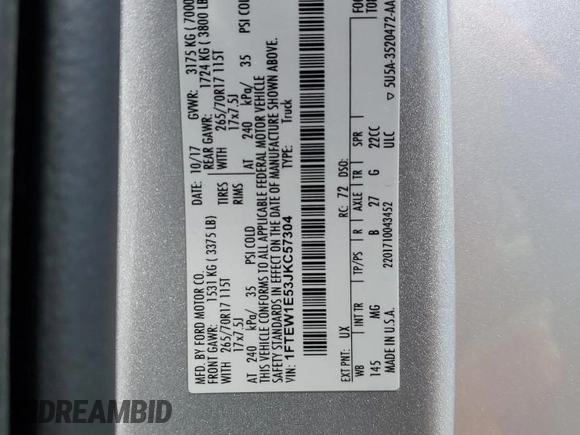 MFD. BY FORD MOTOR CO.
DATE: 10/17 GVWR: 3175 KG ( 7000
FRONT GAWR: 1531 KG ( 3375 LB) REAR GAWR: 1724 KG ( 3800 LB
WITH 265/70R17 115T TIRES WITH 265/70R17 115T
17x7.5J RIMS 17x7.5J
AT 240 kPa/ 35 PSI COLD AT 240 kPa/ 35 PSI COLD
THIS VEHICLE CONFORMS TO ALL APPLICABLE FEDERAL MOTOR VEHICLE
SAFETY STANDARDS IN EFFECT ON THE DATE OF MANUFACTURE SHOWN ABOVE.
VIN: 1FTEW1E53JKC57304 TYPE: Truck
EXT PNT: UX RC: 72 DSO: FOO
WB INT TR TP/PS R AXLE TR SPR TOOB
145 MG B 27 G 22CC
ULC
MADE IN U.S.A. 2201710043452 ▽ 5U5A-3520472-AA
IDREAMBID